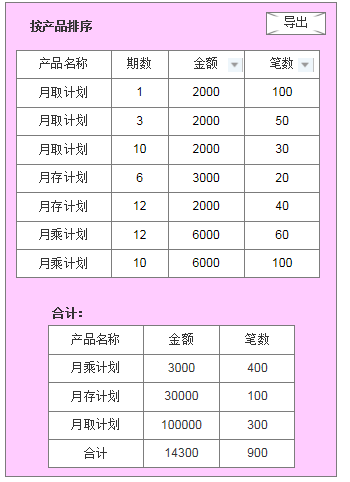 按产品排序 导出
产品名称 期数 金额 笔数
月取计划 1 2000 100
月取计划 3 2000 50
月取计划 10 2000 30
月存计划 6 3000 20
月存计划 12 2000 40
月乘计划 12 6000 60
月乘计划 10 6000 100
合计：
产品名称 金额 笔数
月乘计划 3000 400
月存计划 30000 100
月取计划 100000 300
合计 14300 900